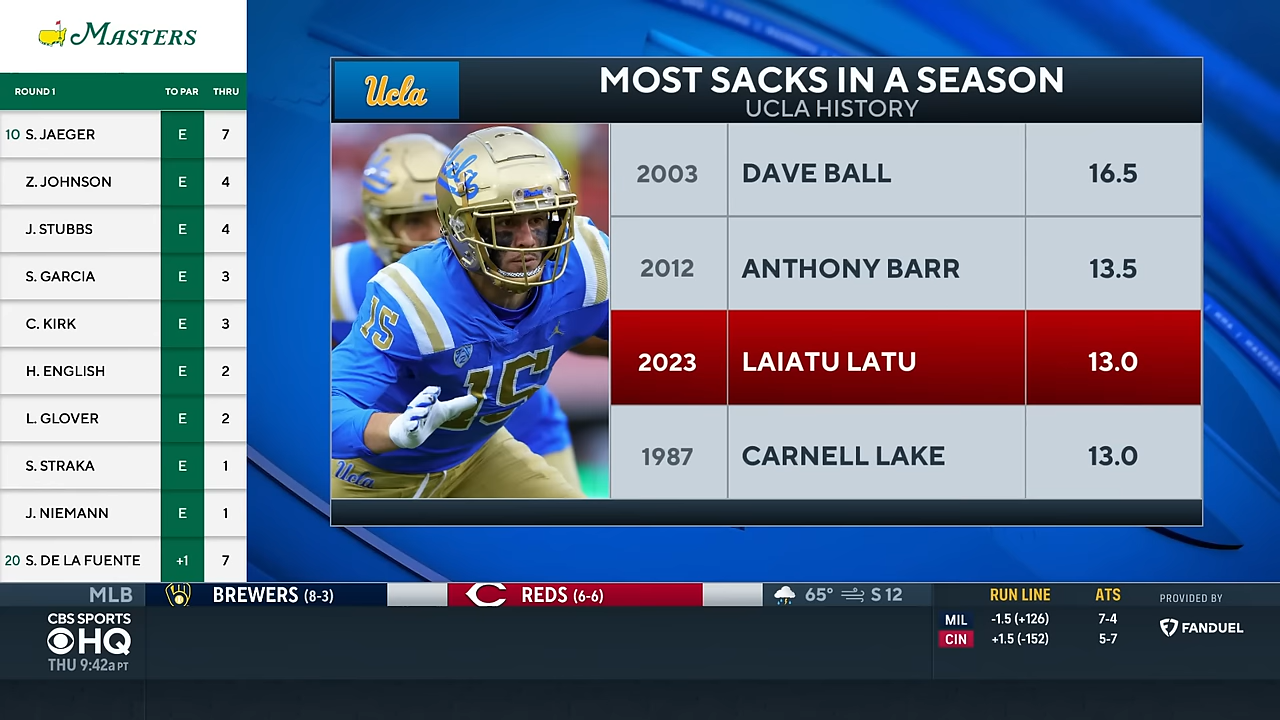 MASTERS
ROUND 1 TO PAR THRU
10 S. JAEGER E 7
Z. JOHNSON E 4
J. STUBBS E 4
S. GARCIA E 3
C. KIRK E 3
H. ENGLISH E 2
L. GLOVER E 2
S. STRAKA E 1
J. NIEMANN E 1
20 S. DE LA FUENTE +1 7
Ucla
MOST SACKS IN A SEASON
UCLA HISTORY
2003 DAVE BALL 16.5
2012 ANTHONY BARR 13.5
2023 LAIATU LATU 13.0
1987 CARNELL LAKE 13.0
Ucla
15
15
Ucla
MLB BREWERS (8-3) REDS (6-6) 65° S 12
RUN LINE ATS
MIL -1.5 (+126) 7-4
CIN +1.5 (-152) 5-7
PROVIDED BY
FANDUEL
CBS SPORTS
HQ
THU 9:42a PT